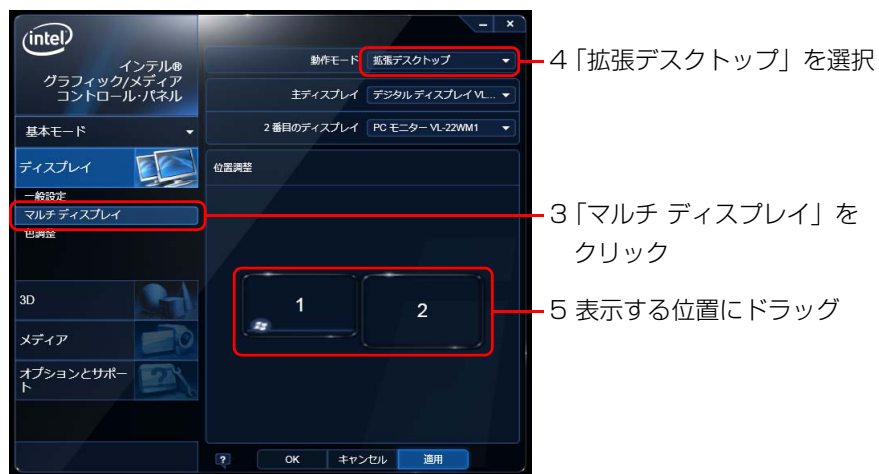 intel
インテル®
グラフィック/メディア
コントロール・パネル
基本モード
ディスプレイ
一般設定
マルチ ディスプレイ
色調整
3D
メディア
オプションとサポー
ト
動作モード 拡張デスクトップ
主ディスプレイ デジタル ディスプレイ VL...
2 番目のディスプレイ PC モニター VL-22WM1
位置調整
1
2
? OK キャンセル 適用
4「拡張デスクトップ」を選択
3「マルチ ディスプレイ」を
クリック
5 表示する位置にドラッグ